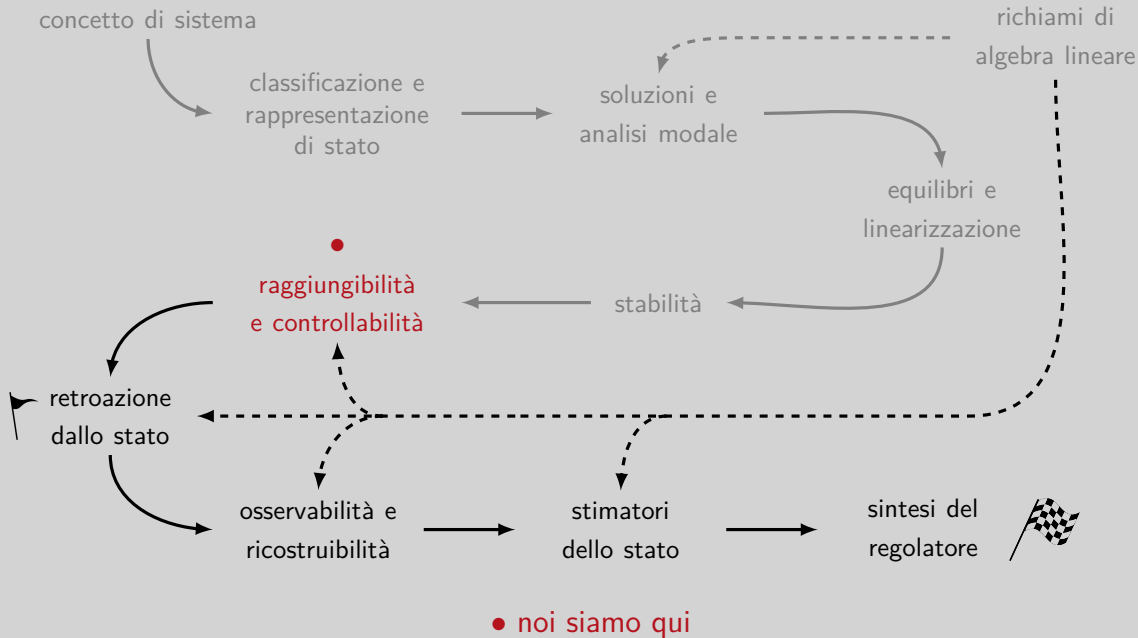 concetto di sistema
richiami di
algebra lineare
classificazione e
rappresentazione
di stato
soluzioni e
analisi modale
equilibri e
linearizzazione
stabilità
raggiungibilità
e controllabilità
retroazione
dallo stato
osservabilità e
ricostruibilità
stimatori
dello stato
sintesi del
regolatore
• noi siamo qui